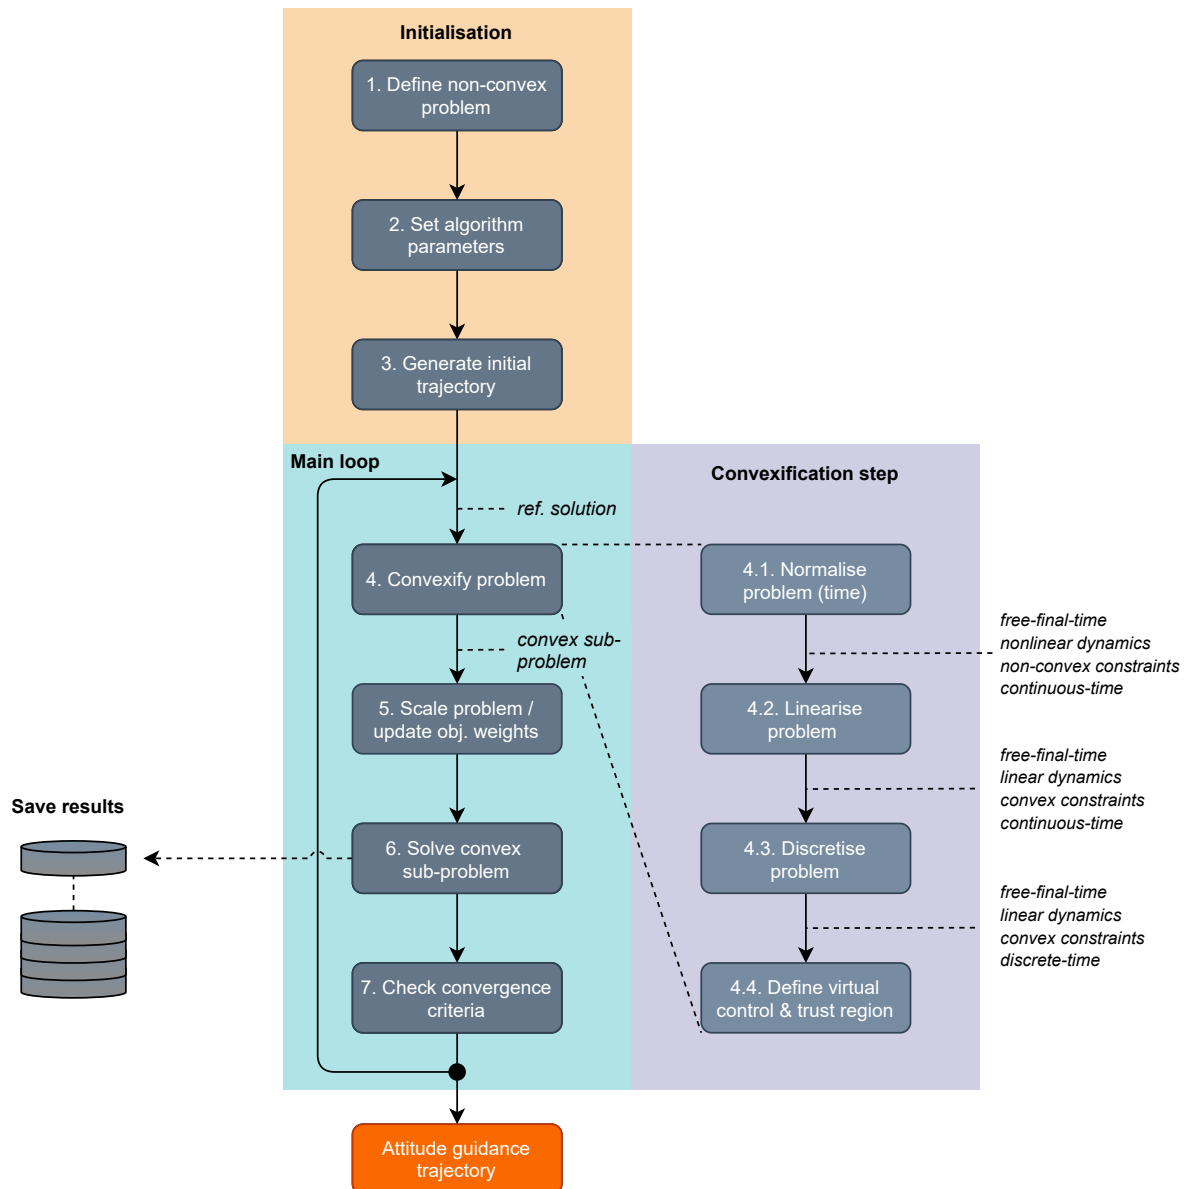 Initialisation
1. Define non-convex
problem
2. Set algorithm
parameters
3. Generate initial
trajectory
Main loop
ref. solution
4. Convexify problem
convex sub-
problem
5. Scale problem /
update obj. weights
6. Solve convex
sub-problem
7. Check convergence
criteria
Attitude guidance
trajectory
Save results
Convexification step
4.1. Normalise
problem (time)
free-final-time
nonlinear dynamics
non-convex constraints
continuous-time
4.2. Linearise
problem
free-final-time
linear dynamics
convex constraints
continuous-time
4.3. Discretise
problem
free-final-time
linear dynamics
convex constraints
discrete-time
4.4. Define virtual
control & trust region